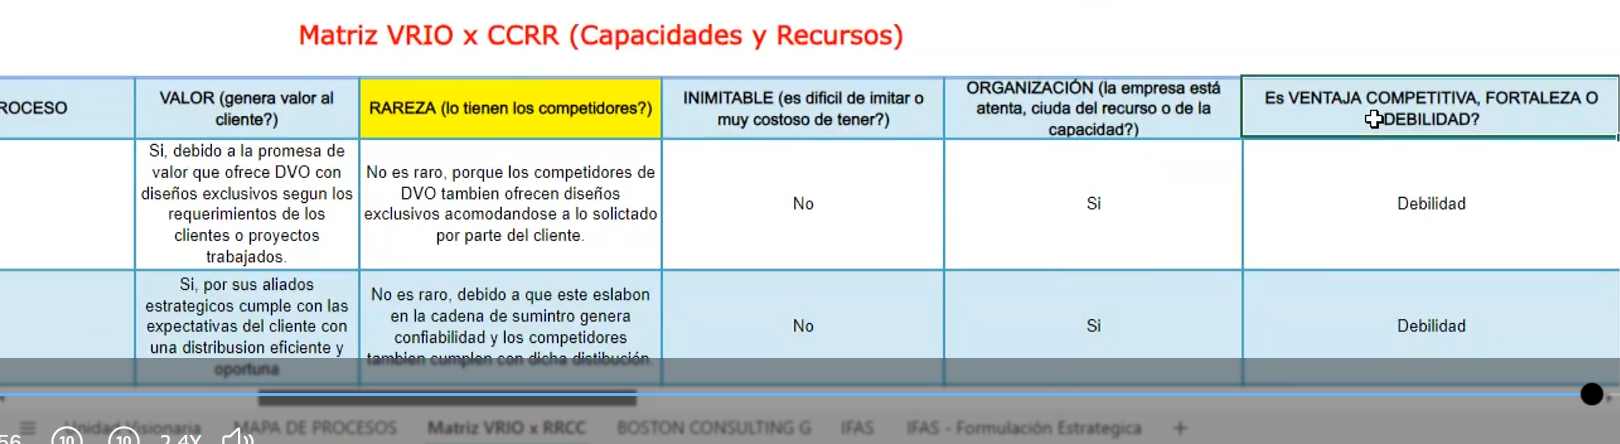 Matriz VRIO x CCRR (Capacidades y Recursos)
ROCESO
VALOR (genera valor al
cliente?)
RAREZA (lo tienen los competidores?)
INIMITABLE (es dificil de imitar o
muy costoso de tener?)
ORGANIZACIÓN (la empresa está
atenta, ciuda del recurso o de la
capacidad?)
Es VENTAJA COMPETITIVA, FORTALEZA O
DEBILIDAD?
Si, debido a la promesa de
valor que ofrece DVO con
diseños exclusivos segun los
requerimientos de los
clientes o proyectos
trabajados.
No es raro, porque los competidores de
DVO tambien ofrecen diseños
exclusivos acomodandose a lo solictado
por parte del cliente.
No
Si
Debilidad
Si, por sus aliados
estrategicos cumple con las
expectativas del cliente con
una distribusion eficiente y
oportuna
No es raro, debido a que este eslabon
en la cadena de sumintro genera
confiabilidad y los competidores
tambien cumplen con dicha distibución.
No
Si
Debilidad
56
10
10
2.4X
Unidad Visionaria
MAPA DE PROCESOS
Matriz VRIO x RRCC
BOSTON CONSULTING G
IFAS
IFAS - Formulación Estrategica
+